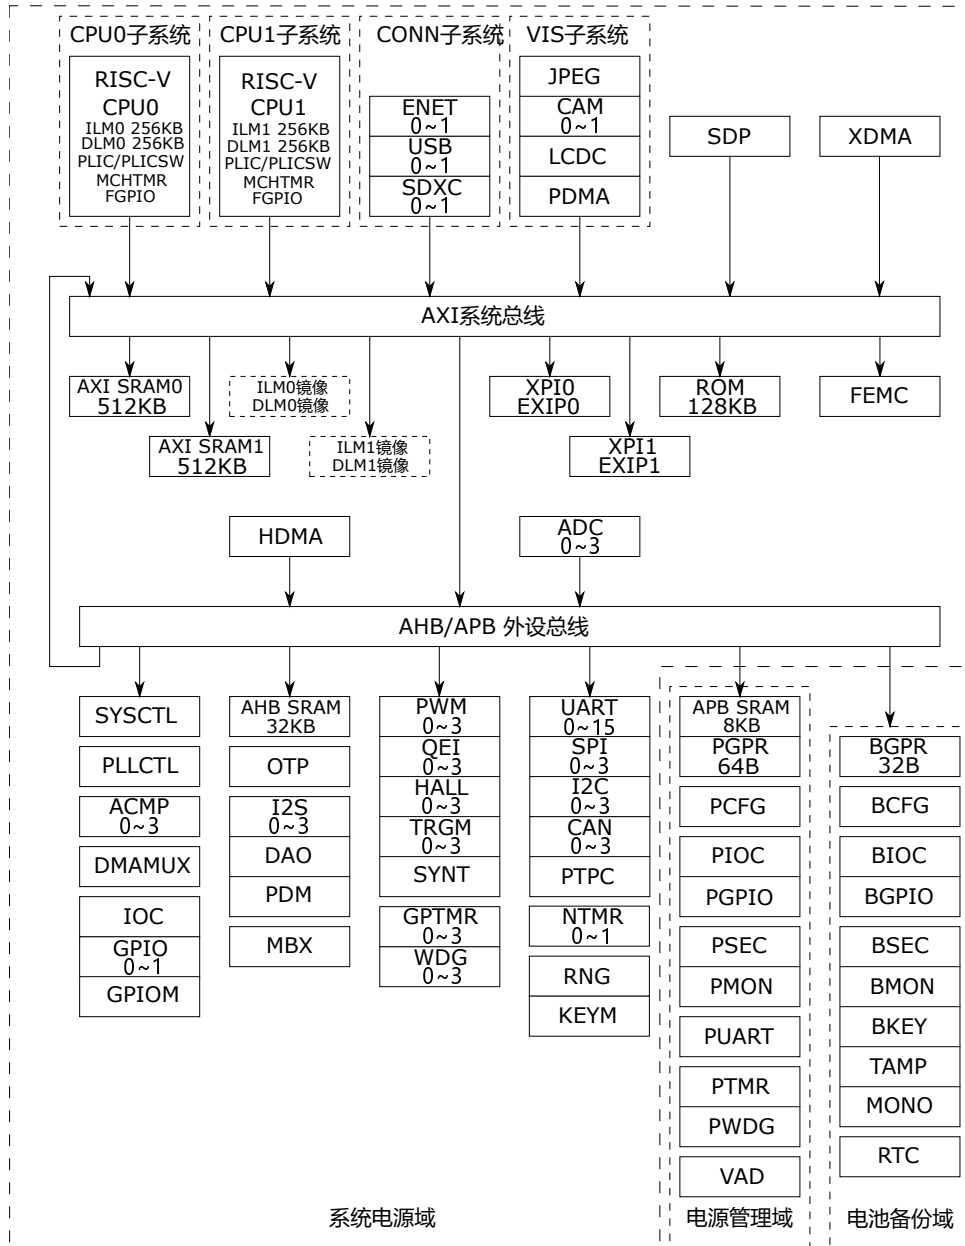 CPU0子系统
CPU1子系统
CONN子系统
VIS子系统
RISC-V
CPU0
ILM0 256KB
DLM0 256KB
PLIC/PLICSW
MCHTMR
FGPIO
RISC-V
CPU1
ILM1 256KB
DLM1 256KB
PLIC/PLICSW
MCHTMR
FGPIO
ENET
0~1
USB
0~1
SDXC
0~1
JPEG
CAM
0~1
LCDC
PDMA
SDP
XDMA
AXI系统总线
AXI SRAM0
512KB
ILM0镜像
DLM0镜像
XPI0
EXIP0
ROM
128KB
FEMC
AXI SRAM1
512KB
ILM1镜像
DLM1镜像
XPI1
EXIP1
HDMA
ADC
0~3
AHB/APB 外设总线
SYSCTL
PLLCTL
ACMP
0~3
DMAMUX
IOC
GPIO
0~1
GPIOM
AHB SRAM
32KB
OTP
I2S
0~3
DAO
PDM
MBX
PWM
0~3
QEI
0~3
HALL
0~3
TRGM
0~3
SYNT
GPTMR
0~3
WDG
0~3
UART
0~15
SPI
0~3
I2C
0~3
CAN
0~3
PTPC
NTMR
0~1
RNG
KEYM
APB SRAM
8KB
PGPR
64B
PCFG
PIOC
PGPIO
PSEC
PMON
PUART
PTMR
PWDG
VAD
BGPR
32B
BCFG
BIOC
BGPIO
BSEC
BMON
BKEY
TAMP
MONO
RTC
系统电源域
电源管理域
电池备份域